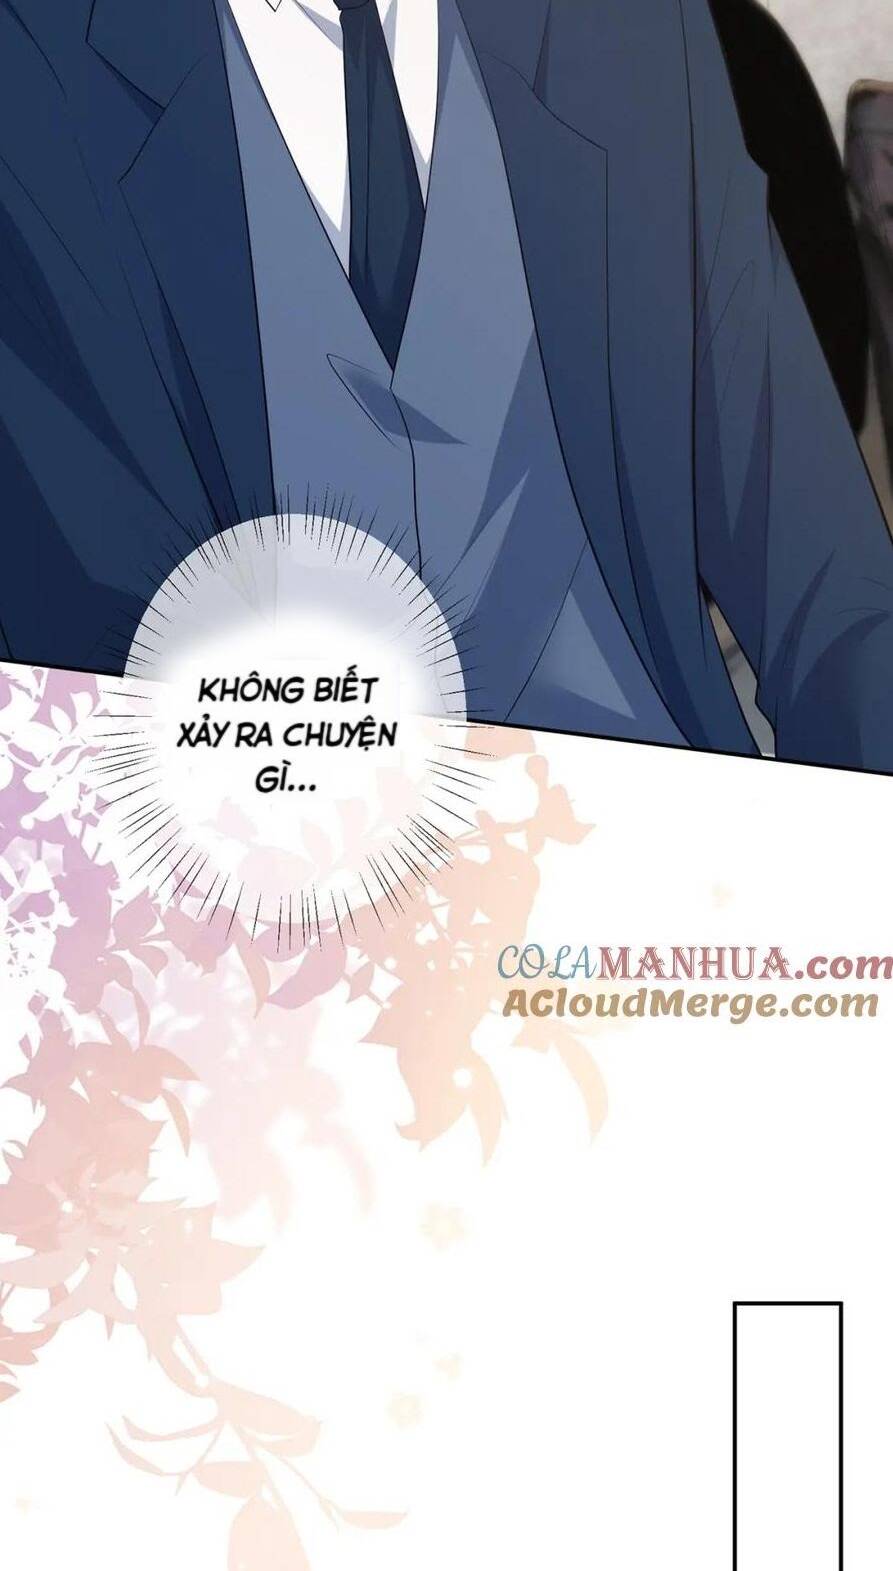 KHÔNG BIẾT
XẢY RA CHUYỆN
GÌ...
COLAMANHUA.com
ACloudMerge.com